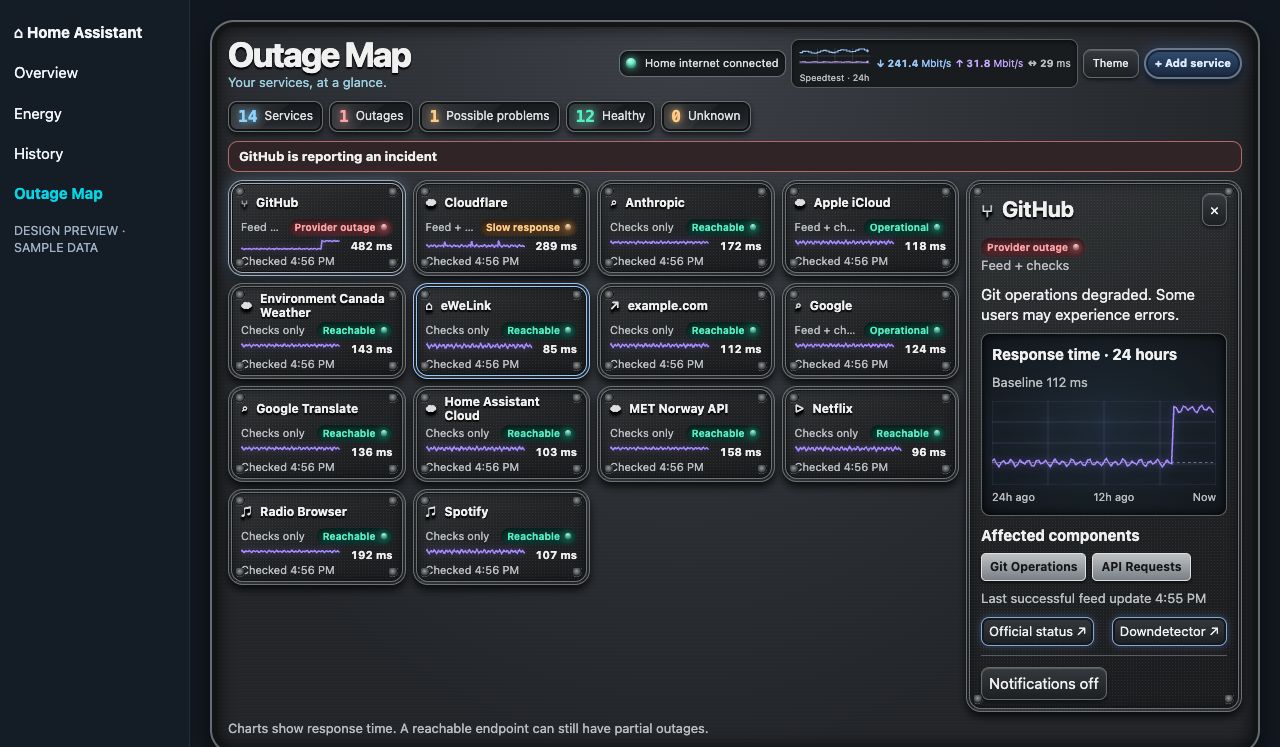 Home Assistant
Overview
Energy
History
Outage Map
DESIGN PREVIEW ·
SAMPLE DATA
Outage Map
Your services, at a glance.
Home internet connected
↓ 241.4 Mbit/s ↑ 31.8 Mbit/s ⇔ 29 ms
Speedtest · 24h
Theme
+ Add service
14 Services
1 Outages
1 Possible problems
12 Healthy
0 Unknown
GitHub is reporting an incident
GitHub
Feed ... Provider outage
482 ms
Checked 4:56 PM
Cloudflare
Feed + ... Slow response
289 ms
Checked 4:56 PM
Anthropic
Checks only Reachable
172 ms
Checked 4:56 PM
Apple iCloud
Feed + ch... Operational
118 ms
Checked 4:56 PM
Environment Canada
Weather
Checks only Reachable
143 ms
Checked 4:56 PM
eWeLink
Checks only Reachable
85 ms
Checked 4:56 PM
example.com
Checks only Reachable
112 ms
Checked 4:56 PM
Google
Feed + ch... Operational
124 ms
Checked 4:56 PM
Google Translate
Checks only Reachable
136 ms
Checked 4:56 PM
Home Assistant
Cloud
Checks only Reachable
103 ms
Checked 4:56 PM
MET Norway API
Checks only Reachable
158 ms
Checked 4:56 PM
Netflix
Checks only Reachable
96 ms
Checked 4:56 PM
Radio Browser
Checks only Reachable
192 ms
Checked 4:56 PM
Spotify
Checks only Reachable
107 ms
Checked 4:56 PM
GitHub
×
Provider outage
Feed + checks
Git operations degraded. Some
users may experience errors.
Response time · 24 hours
Baseline 112 ms
24h ago 12h ago Now
Affected components
Git Operations API Requests
Last successful feed update 4:55 PM
Official status ↗ Downdetector ↗
Notifications off
Charts show response time. A reachable endpoint can still have partial outages.